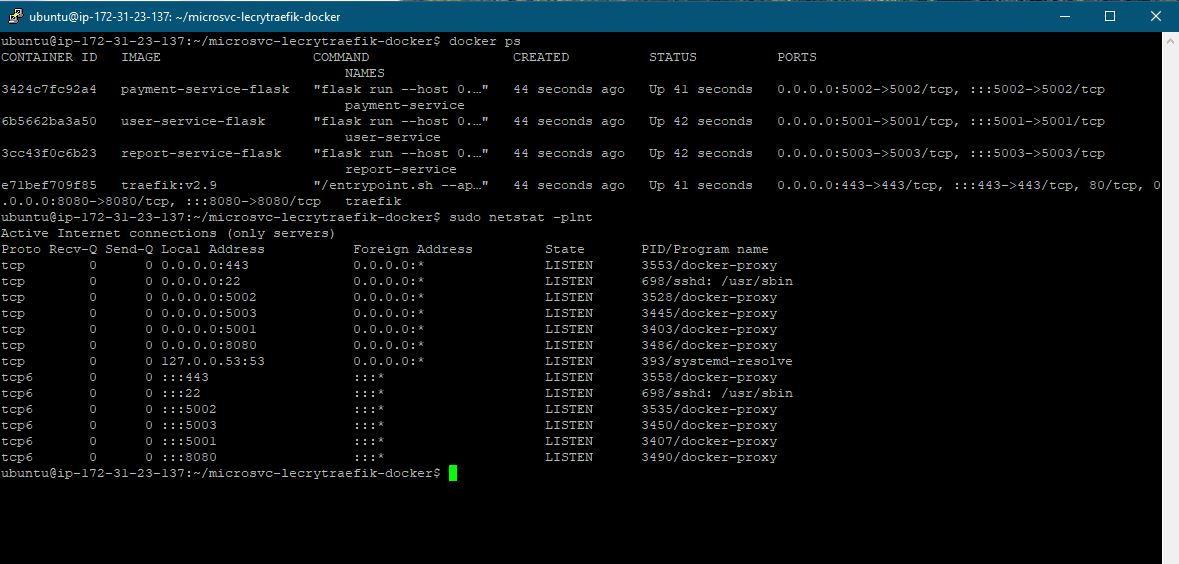 ubuntu@ip-172-31-23-137: ~/microsvc-lecrytraefik-docker
ubuntu@ip-172-31-23-137:~/microsvc-lecrytraefik-docker$ docker ps
CONTAINER ID   IMAGE                   COMMAND                  CREATED          STATUS          PORTS
                                           NAMES
3424c7fc92a4   payment-service-flask   "flask run --host 0.…"   44 seconds ago   Up 41 seconds   0.0.0.0:5002->5002/tcp, :::5002->5002/tcp
                                           payment-service
6b5662ba3a50   user-service-flask      "flask run --host 0.…"   44 seconds ago   Up 42 seconds   0.0.0.0:5001->5001/tcp, :::5001->5001/tcp
                                           user-service
3cc43f0c6b23   report-service-flask    "flask run --host 0.…"   44 seconds ago   Up 42 seconds   0.0.0.0:5003->5003/tcp, :::5003->5003/tcp
                                           report-service
e71bef709f85   traefik:v2.9            "/entrypoint.sh --ap…"   44 seconds ago   Up 41 seconds   0.0.0.0:443->443/tcp, :::443->443/tcp, 80/tcp, 0
.0.0.0:8080->8080/tcp, :::8080->8080/tcp   traefik
ubuntu@ip-172-31-23-137:~/microsvc-lecrytraefik-docker$ sudo netstat -plnt
Active Internet connections (only servers)
Proto Recv-Q Send-Q Local Address           Foreign Address         State       PID/Program name
tcp        0      0 0.0.0.0:443             0.0.0.0:*               LISTEN      3553/docker-proxy
tcp        0      0 0.0.0.0:22              0.0.0.0:*               LISTEN      698/sshd: /usr/sbin
tcp        0      0 0.0.0.0:5002            0.0.0.0:*               LISTEN      3528/docker-proxy
tcp        0      0 0.0.0.0:5003            0.0.0.0:*               LISTEN      3445/docker-proxy
tcp        0      0 0.0.0.0:5001            0.0.0.0:*               LISTEN      3403/docker-proxy
tcp        0      0 0.0.0.0:8080            0.0.0.0:*               LISTEN      3486/docker-proxy
tcp        0      0 127.0.0.53:53           0.0.0.0:*               LISTEN      393/systemd-resolve
tcp6       0      0 :::443                  :::*                    LISTEN      3558/docker-proxy
tcp6       0      0 :::22                   :::*                    LISTEN      698/sshd: /usr/sbin
tcp6       0      0 :::5002                 :::*                    LISTEN      3535/docker-proxy
tcp6       0      0 :::5003                 :::*                    LISTEN      3450/docker-proxy
tcp6       0      0 :::5001                 :::*                    LISTEN      3407/docker-proxy
tcp6       0      0 :::8080                 :::*                    LISTEN      3490/docker-proxy
ubuntu@ip-172-31-23-137:~/microsvc-lecrytraefik-docker$